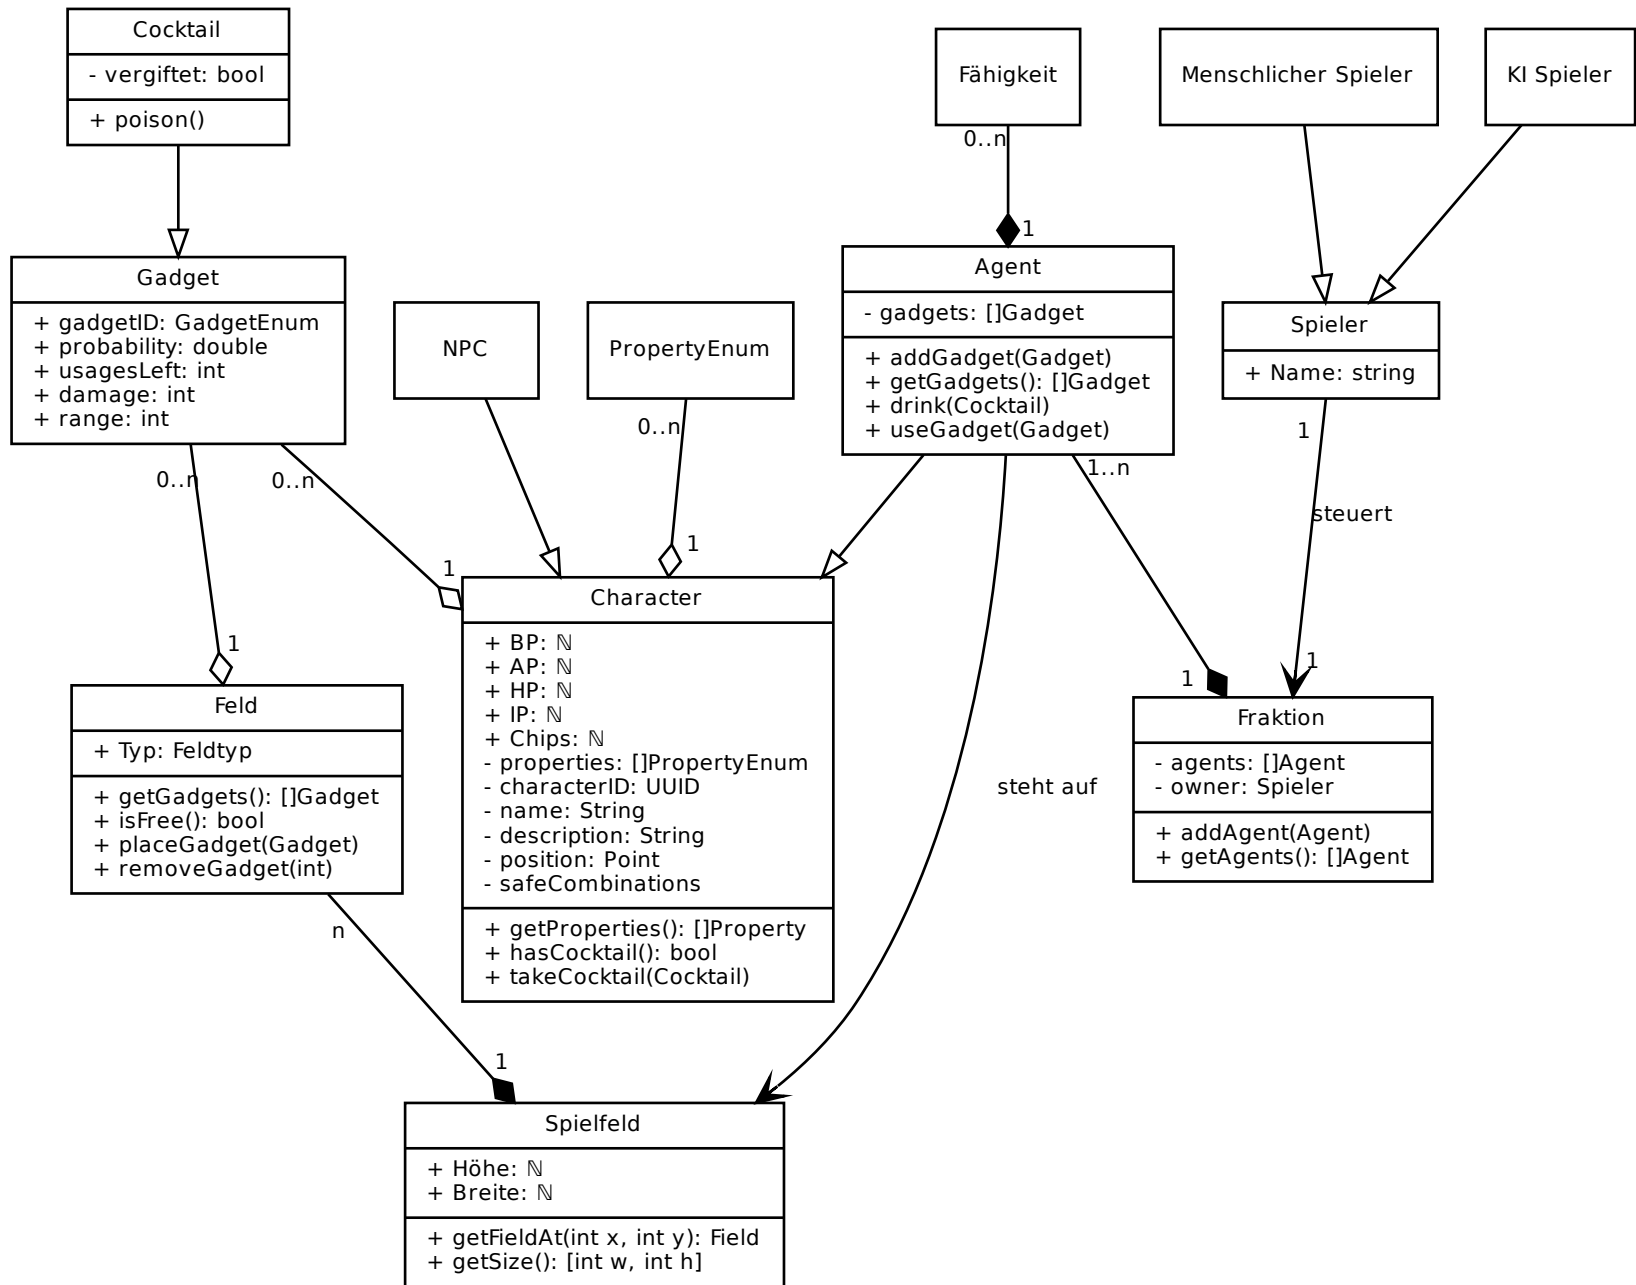 Cocktail
- vergiftet: bool
+ poison()
Fähigkeit
Menschlicher Spieler
KI Spieler
0..n
1
Gadget
+ gadgetID: GadgetEnum
+ probability: double
+ usagesLeft: int
+ damage: int
+ range: int
NPC
PropertyEnum
Agent
- gadgets: []Gadget
+ addGadget(Gadget)
+ getGadgets(): []Gadget
+ drink(Cocktail)
+ useGadget(Gadget)
Spieler
+ Name: string
0..n
0..n
0..n
1..n
1
steuert
1
1
1
1
1
Feld
+ Typ: Feldtyp
+ getGadgets(): []Gadget
+ isFree(): bool
+ placeGadget(Gadget)
+ removeGadget(int)
Character
+ BP: ℕ
+ AP: ℕ
+ HP: ℕ
+ IP: ℕ
+ Chips: ℕ
- properties: []PropertyEnum
- characterID: UUID
- name: String
- description: String
- position: Point
- safeCombinations
+ getProperties(): []Property
+ hasCocktail(): bool
+ takeCocktail(Cocktail)
steht auf
Fraktion
- agents: []Agent
- owner: Spieler
+ addAgent(Agent)
+ getAgents(): []Agent
n
1
Spielfeld
+ Höhe: ℕ
+ Breite: ℕ
+ getFieldAt(int x, int y): Field
+ getSize(): [int w, int h]